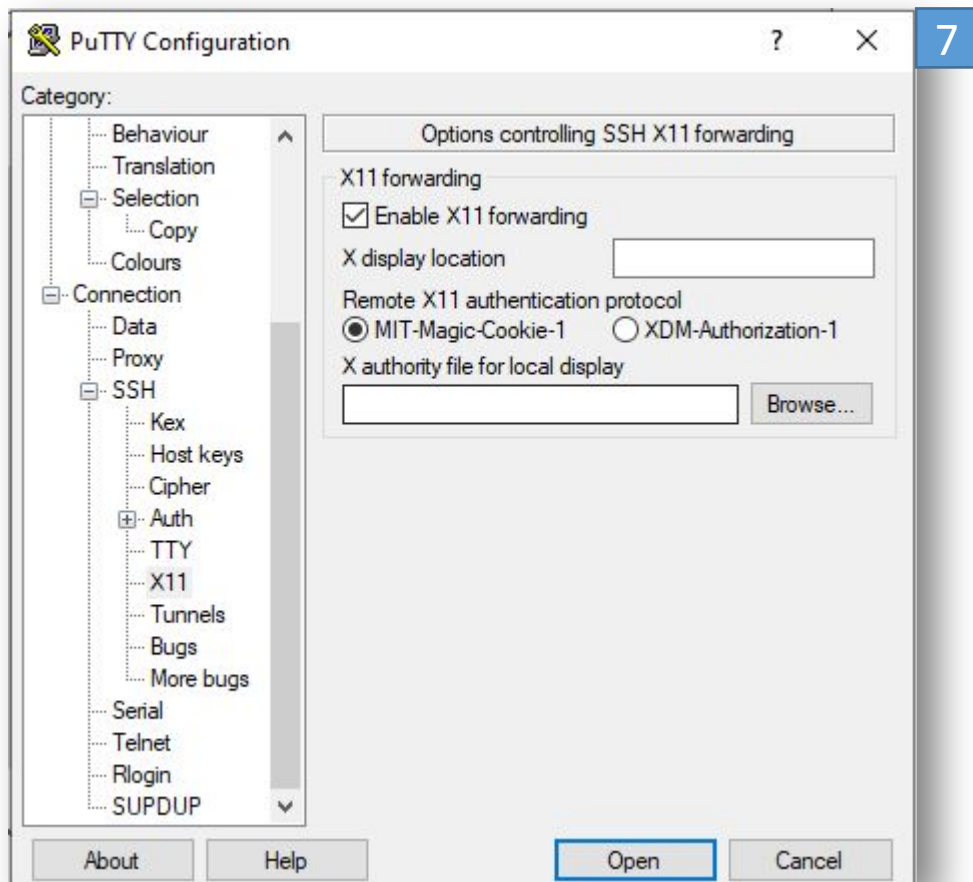 PuTTY Configuration ? 7
Category:
Behaviour
Translation
Selection
Copy
Colours
Connection
Data
Proxy
SSH
Kex
Host keys
Cipher
Auth
TTY
X11
Tunnels
Bugs
More bugs
Serial
Telnet
Rlogin
SUPDUP
Options controlling SSH X11 forwarding
X11 forwarding
Enable X11 forwarding
X display location
Remote X11 authentication protocol
MIT-Magic-Cookie-1 XDM-Authorization-1
X authority file for local display
Browse...
About Help Open Cancel